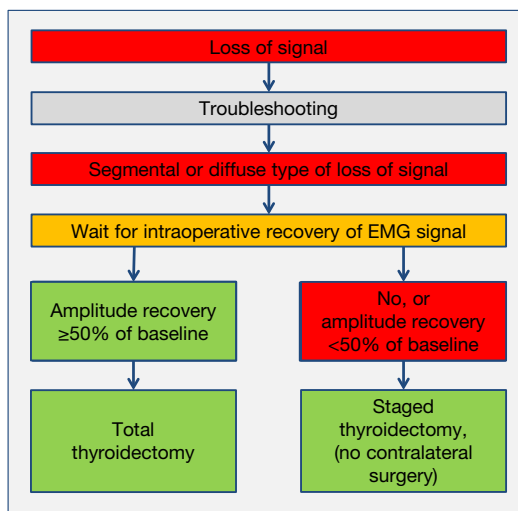 Loss of signal
Troubleshooting
Segmental or diffuse type of loss of signal
Wait for intraoperative recovery of EMG signal
Amplitude recovery
≥50% of baseline
No, or
amplitude recovery
<50% of baseline
Total
thyroidectomy
Staged
thyroidectomy,
(no contralateral
surgery)